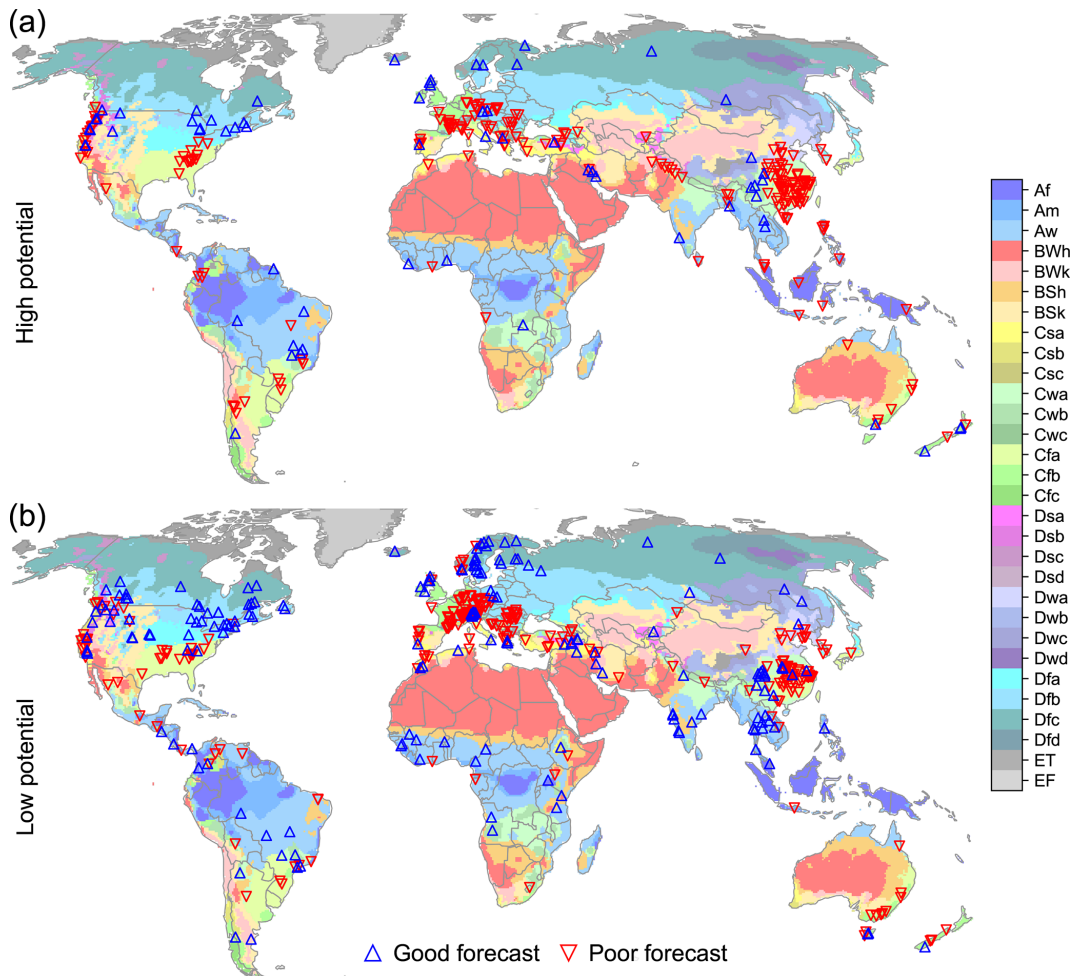 (a)
High potential
(b)
Low potential
Good forecast
Poor forecast
Af
Am
Aw
BWh
BWk
BSh
BSk
Csa
Csb
Csc
Cwa
Cwb
Cwc
Cfa
Cfb
Cfc
Dsa
Dsb
Dsc
Dsd
Dwa
Dwb
Dwc
Dwd
Dfa
Dfb
Dfc
Dfd
ET
EF